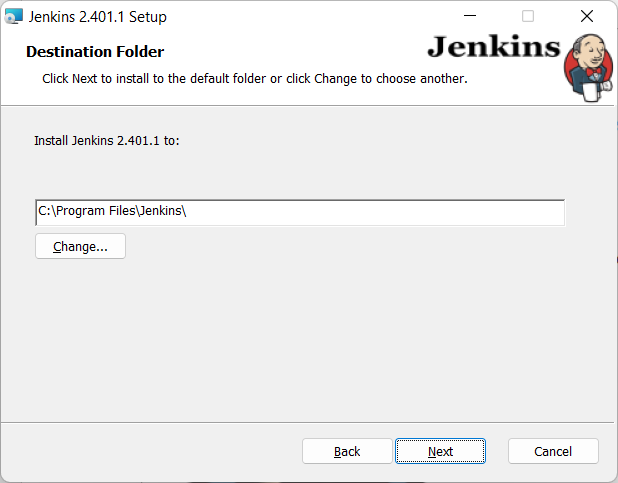 Jenkins 2.401.1 Setup
Destination Folder
Click Next to install to the default folder or click Change to choose another.
Jenkins
Install Jenkins 2.401.1 to:
C:\Program Files\Jenkins\
Change...
Back
Next
Cancel